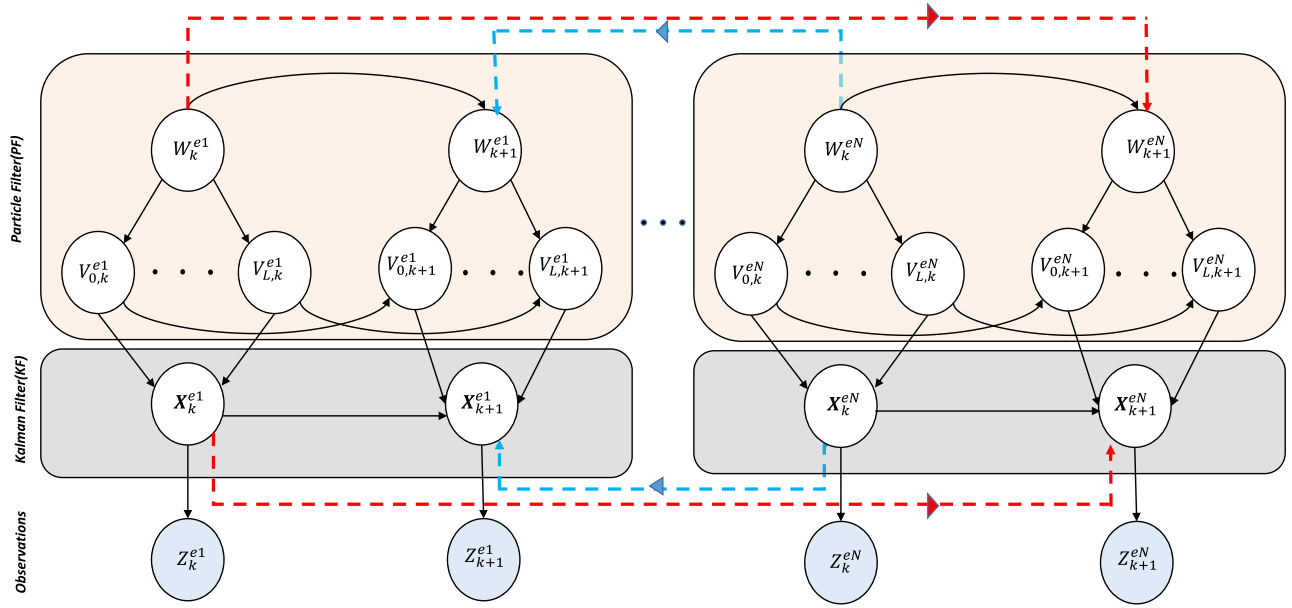 Particle Filter(PF)
W_k^{e1}
W_{k+1}^{e1}
W_k^{eN}
W_{k+1}^{eN}
. . .
V_{0,k}^{e1}
. . .
V_{L,k}^{e1}
V_{0,k+1}^{e1}
. . .
V_{L,k+1}^{e1}
V_{0,k}^{eN}
. . .
V_{L,k}^{eN}
V_{0,k+1}^{eN}
. . .
V_{L,k+1}^{eN}
Kalman Filter(KF)
X_k^{e1}
X_{k+1}^{e1}
X_k^{eN}
X_{k+1}^{eN}
Observations
Z_k^{e1}
Z_{k+1}^{e1}
Z_k^{eN}
Z_{k+1}^{eN}